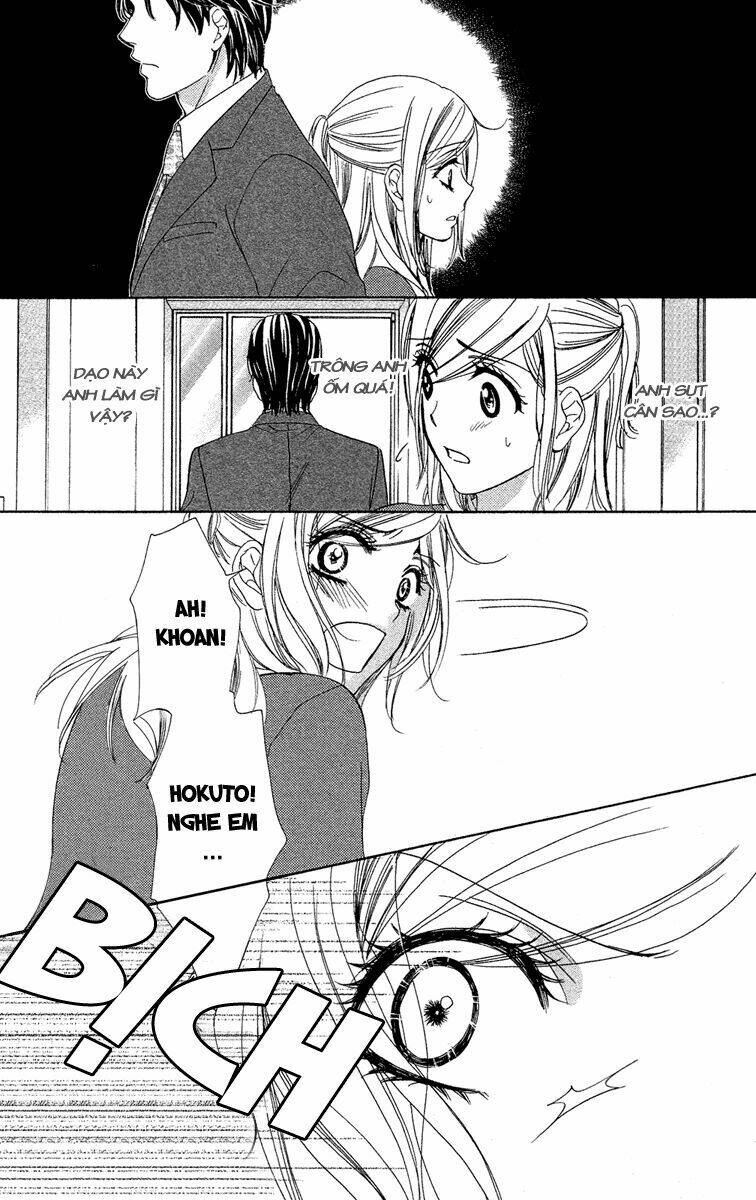 DẠO NÀY
ANH LÀM GÌ
VẬY?
TRÔNG ANH
ỐM QUÁ!
ANH SỤT
CÂN SAO...?
AH!
KHOAN!
HOKUTO!
NGHE EM
...
BỊCH